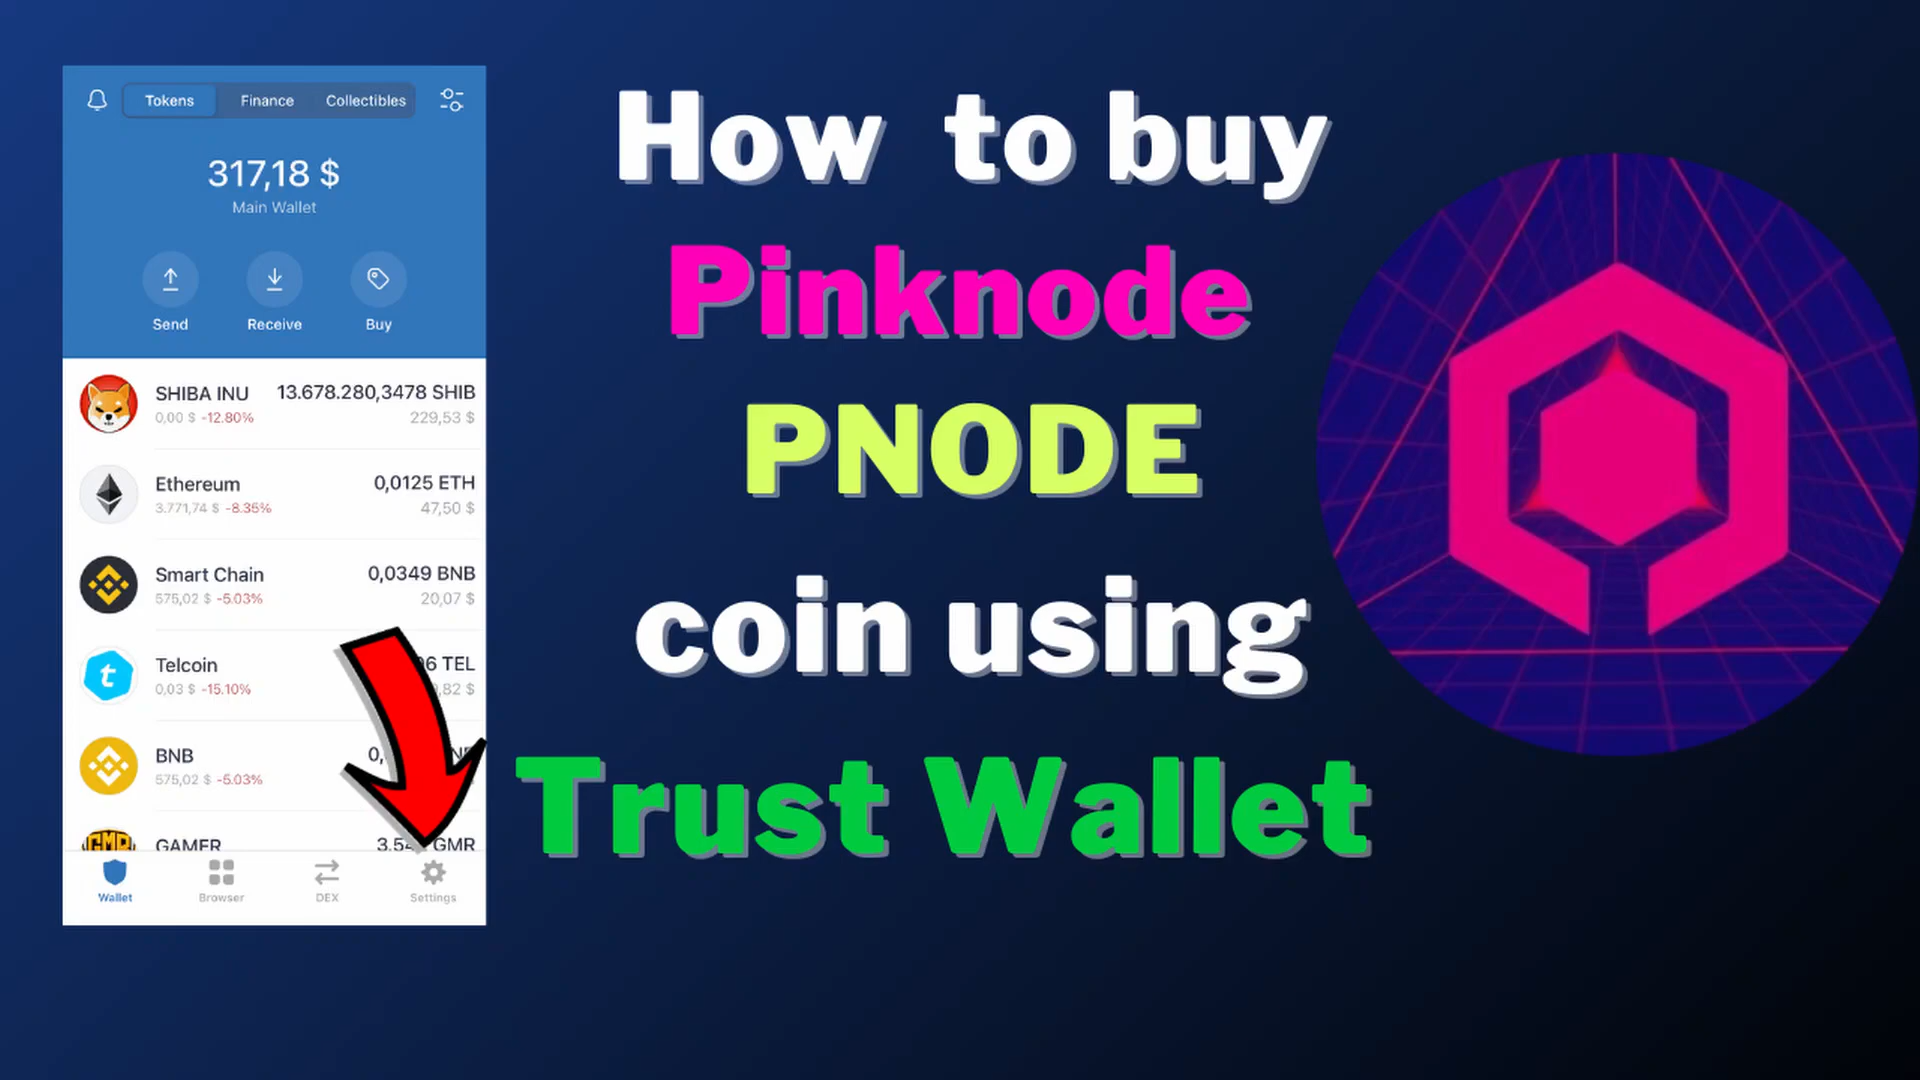 Tokens Finance Collectibles
317,18 $
Main Wallet
Send Receive Buy
SHIBA INU 13.678.280,3478 SHIB
0,00 $ -12.80% 229,53 $
Ethereum 0,0125 ETH
3.771,74 $ -8.35% 47,50 $
Smart Chain 0,0349 BNB
575,02 $ -5.03% 20,07 $
Telcoin TEL
0,03 $ -15.10% $
BNB
575,02 $ -5.03%
GAMER GMR
Wallet Browser DEX Settings
How to buy
Pinknode
PNODE
coin using
Trust Wallet